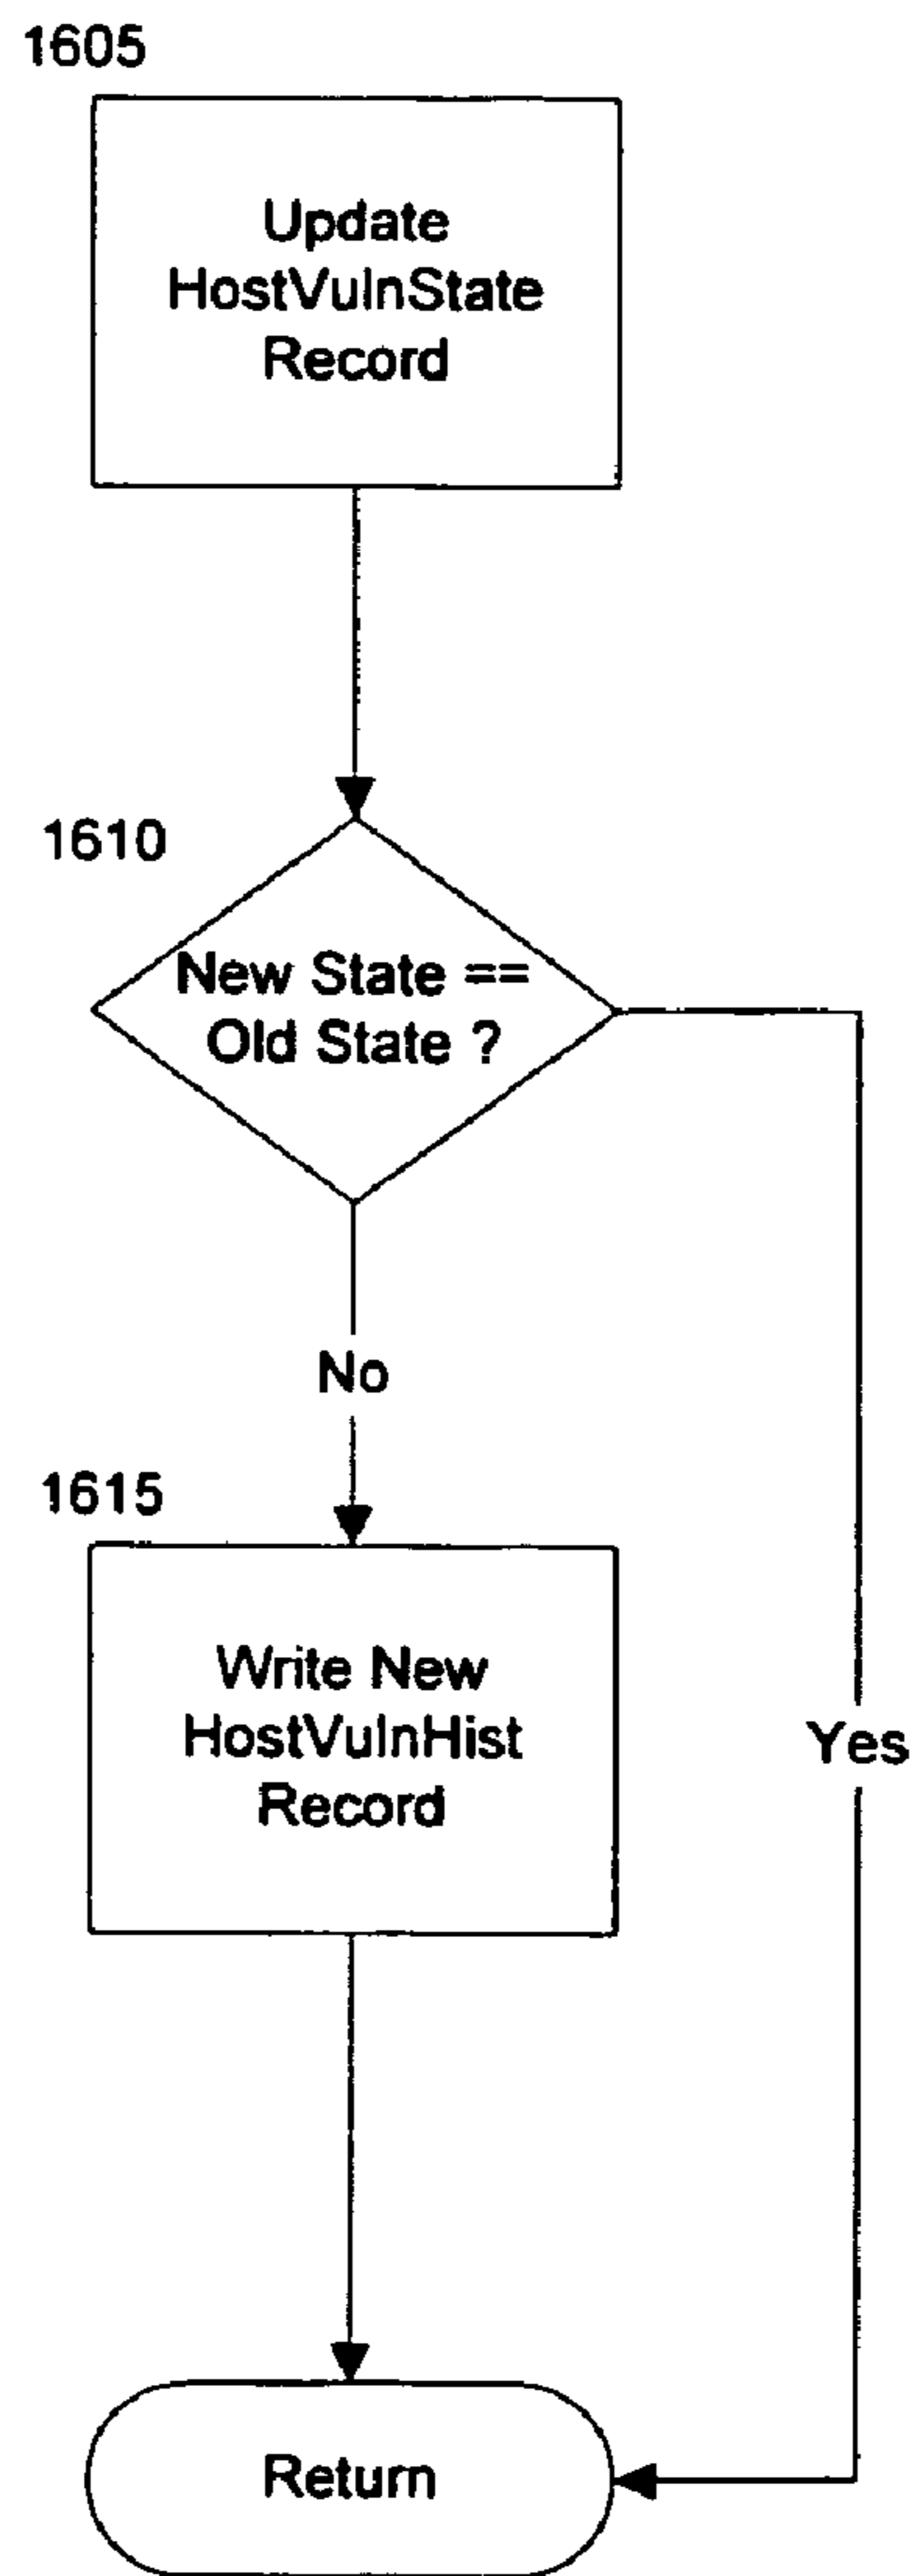 1605
Update
HostVulnState
Record
1610
New State ==
Old State ?
No
1615
Write New
HostVulnHist
Record
Yes
Return